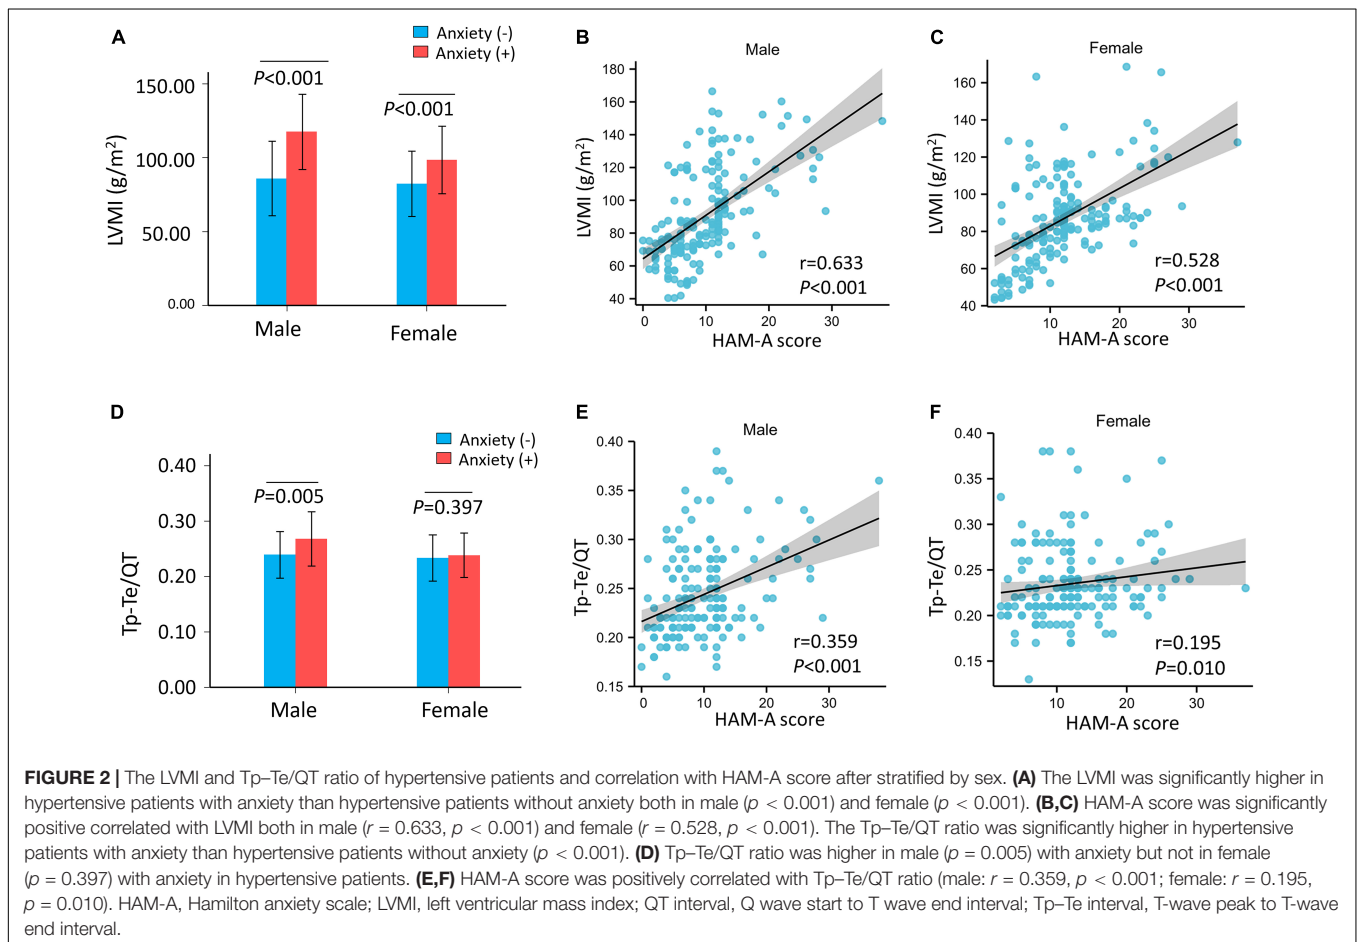 A
Anxiety (-)
Anxiety (+)
150.00
100.00
50.00
0.00
LVMI (g/m²)
P<0.001
P<0.001
Male
Female
B
Male
180
160
140
120
100
80
60
40
LVMI (g/m²)
r=0.633
P<0.001
0
10
20
30
HAM-A score
C
Female
160
140
120
100
80
60
40
LVMI (g/m²)
r=0.528
P<0.001
10
20
30
HAM-A score
D
Anxiety (-)
Anxiety (+)
0.40
0.30
0.20
0.10
0.00
Tp-Te/QT
P=0.005
P=0.397
Male
Female
E
Male
0.40
0.35
0.30
0.25
0.20
0.15
Tp-Te/QT
r=0.359
P<0.001
0
10
20
30
HAM-A score
F
Female
0.40
0.35
0.30
0.25
0.20
0.15
Tp-Te/QT
r=0.195
P=0.010
10
20
30
HAM-A score
FIGURE 2 | The LVMI and Tp–Te/QT ratio of hypertensive patients and correlation with HAM-A score after stratified by sex. (A) The LVMI was significantly higher in
hypertensive patients with anxiety than hypertensive patients without anxiety both in male (p < 0.001) and female (p < 0.001). (B,C) HAM-A score was significantly
positive correlated with LVMI both in male (r = 0.633, p < 0.001) and female (r = 0.528, p < 0.001). The Tp–Te/QT ratio was significantly higher in hypertensive
patients with anxiety than hypertensive patients without anxiety (p < 0.001). (D) Tp–Te/QT ratio was higher in male (p = 0.005) with anxiety but not in female
(p = 0.397) with anxiety in hypertensive patients. (E,F) HAM-A score was positively correlated with Tp–Te/QT ratio (male: r = 0.359, p < 0.001; female: r = 0.195,
p = 0.010). HAM-A, Hamilton anxiety scale; LVMI, left ventricular mass index; QT interval, Q wave start to T wave end interval; Tp–Te interval, T-wave peak to T-wave
end interval.